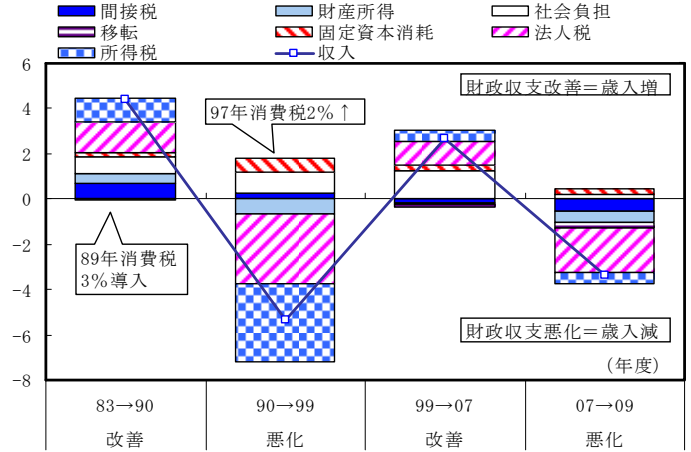 間接税 財産所得 社会負担
移転 固定資本消耗 法人税
所得税 収入
6
4
2
0
−2
−4
−6
−8
財政収支改善＝歳入増
97年消費税2%↑
89年消費税
3%導入
財政収支悪化＝歳入減
(年度)
83→90 90→99 99→07 07→09
改善 悪化 改善 悪化